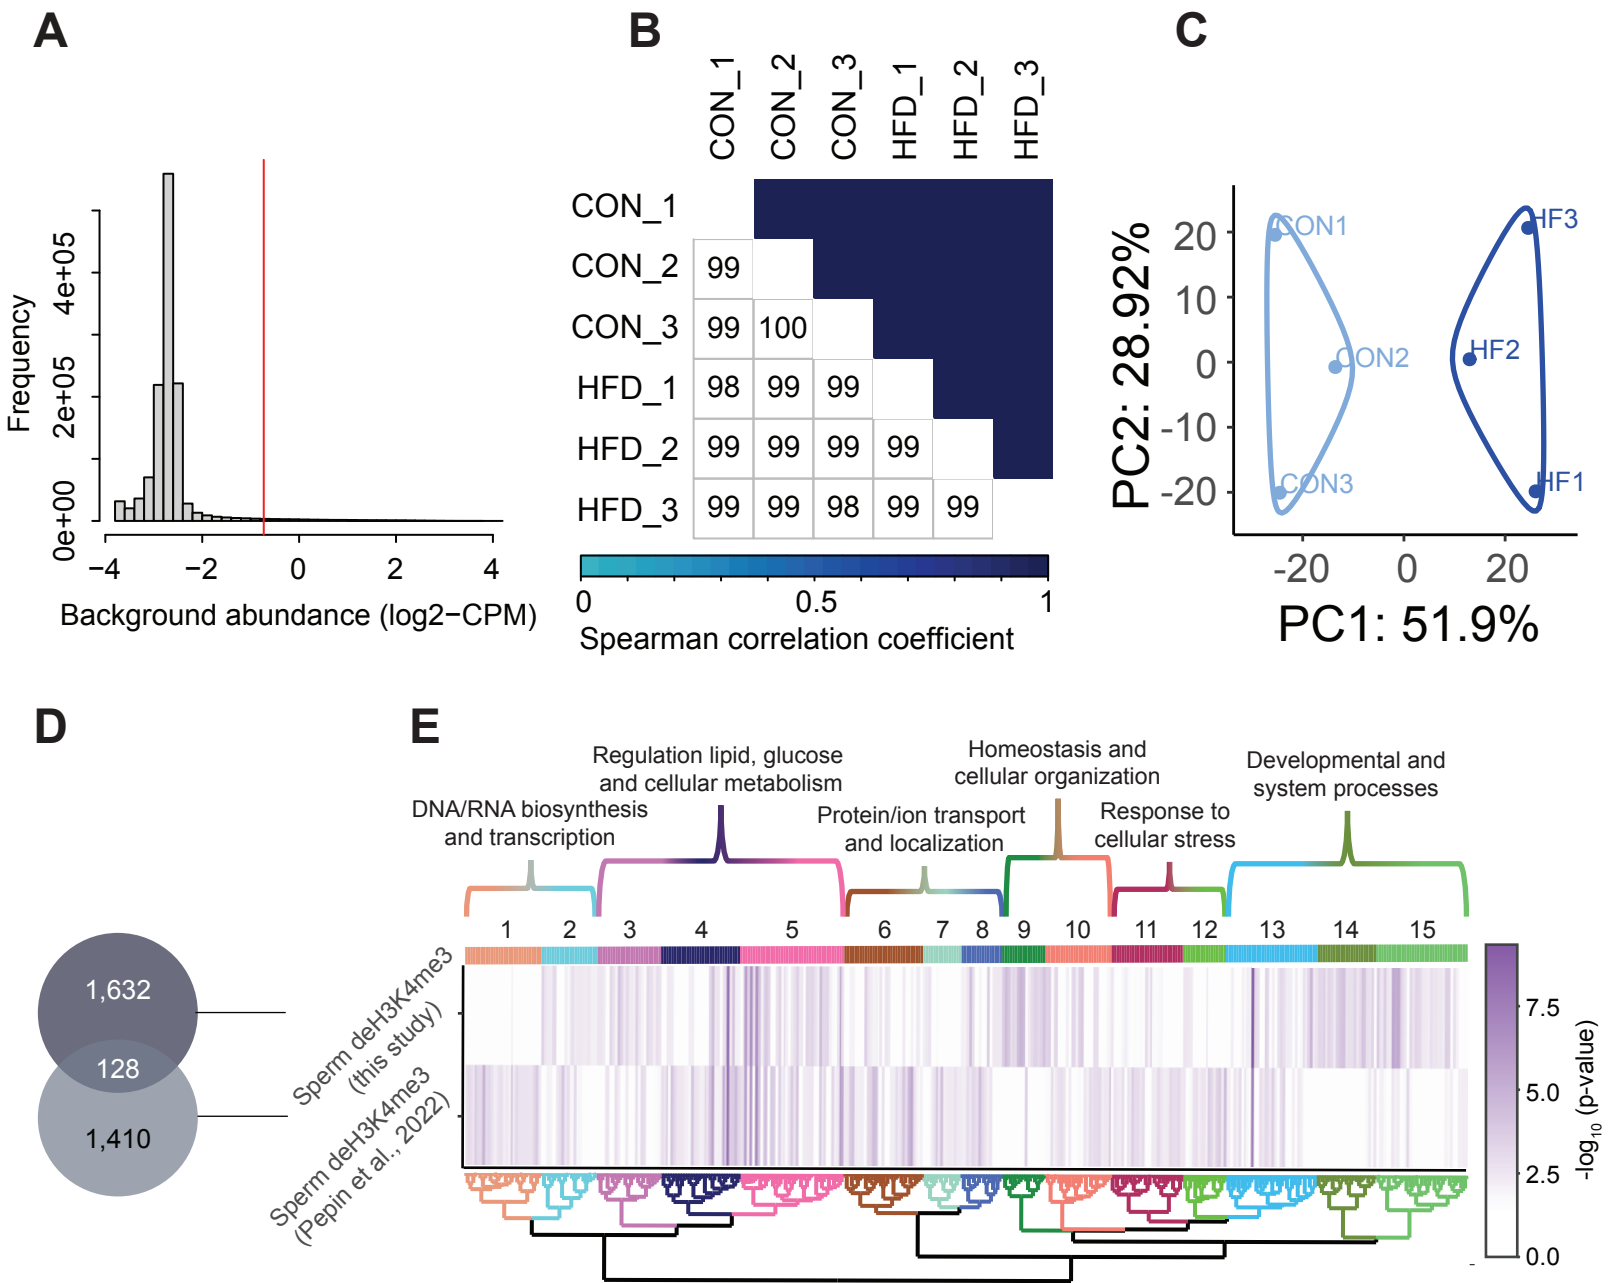 A
Frequency
0e+00
2e+05
4e+05
−4
−2
0
2
4
Background abundance (log2−CPM)
B
CON_1
CON_2
CON_3
HFD_1
HFD_2
HFD_3
CON_1
CON_2
99
CON_3
99
100
HFD_1
98
99
99
HFD_2
99
99
99
99
HFD_3
99
99
98
99
99
0
0.5
1
Spearman correlation coefficient
C
PC2: 28.92%
20
10
0
-10
-20
CON1
CON2
CON3
HF3
HF2
HF1
-20
0
20
PC1: 51.9%
D
1,632
128
1,410
E
DNA/RNA biosynthesis
and transcription
Regulation lipid, glucose
and cellular metabolism
Protein/ion transport
and localization
Homeostasis and
cellular organization
Response to
cellular stress
Developmental and
system processes
1
2
3
4
5
6
7
8
9
10
11
12
13
14
15
Sperm deH3K4me3
(this study)
Sperm deH3K4me3
(Pepin et al., 2022)
7.5
5.0
2.5
0.0
-log10 (p-value)